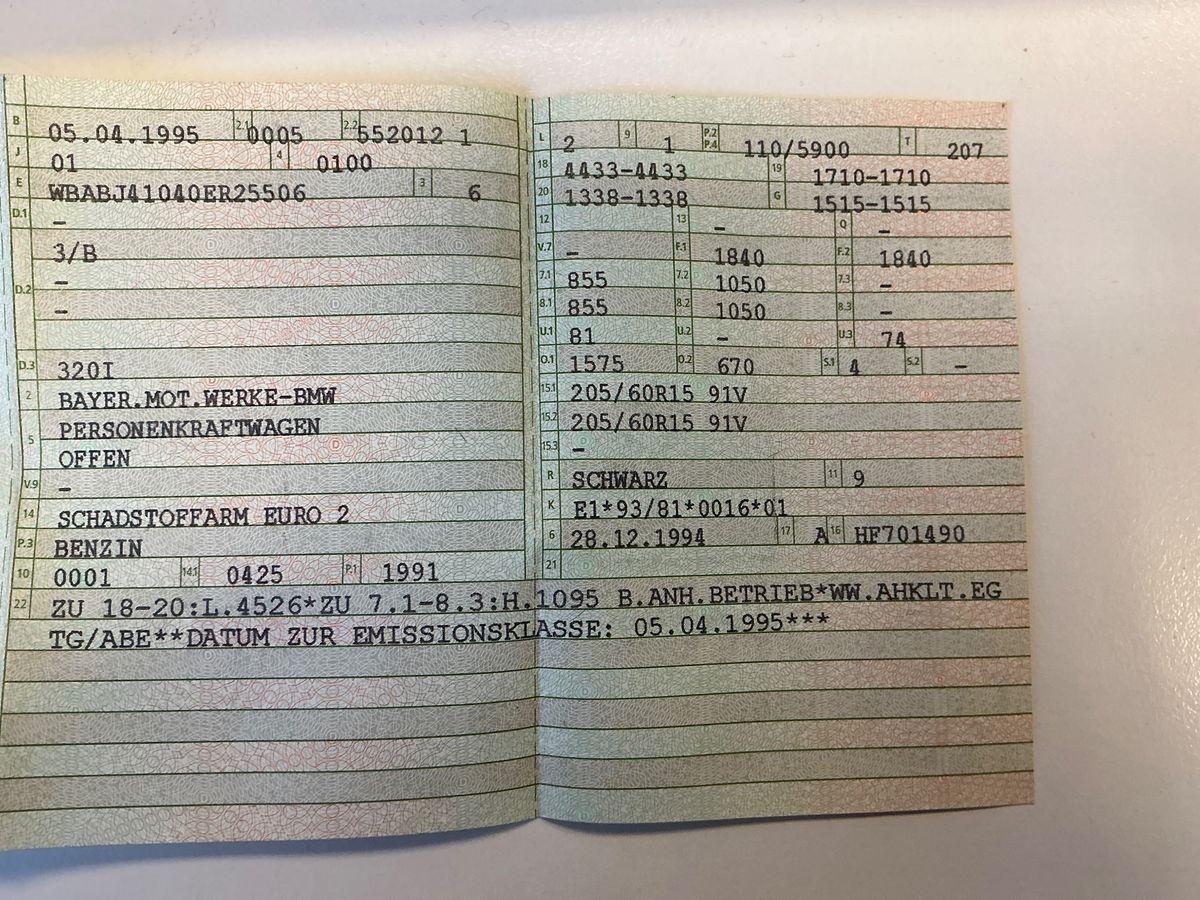 B 05.04.1995 2.1 0005 2.2 552012 1
J 01 4 0100
E WBABJ41040ER25506 3 6
D.1 –
3/B
D.2 –
–
D.3 320I
2 BAYER.MOT.WERKE-BMW
5 PERSONENKRAFTWAGEN
OFFEN
V.9 –
14 SCHADSTOFFARM EURO 2
P.3 BENZIN
10 0001 14.1 0425 P.1 1991
L 2 9 1 P.2 P.4 110/5900 T 207
18 4433-4433 19 1710-1710
20 1338-1338 G 1515-1515
12 13 – Q –
V.7 – F.1 1840 F.2 1840
7.1 855 7.2 1050 7.3 –
8.1 855 8.2 1050 8.3 –
U.1 81 U.2 – U.3 74
O.1 1575 O.2 670 S.1 4 S.2 –
15.1 205/60R15 91V
15.2 205/60R15 91V
15.3 –
R SCHWARZ 11 9
K E1*93/81*0016*01
6 28.12.1994 17 A 16 HF701490
21
22 ZU 18-20:L.4526*ZU 7.1-8.3:H.1095 B.ANH.BETRIEB*WW.AHKLT.EG
TG/ABE**DATUM ZUR EMISSIONSKLASSE: 05.04.1995***